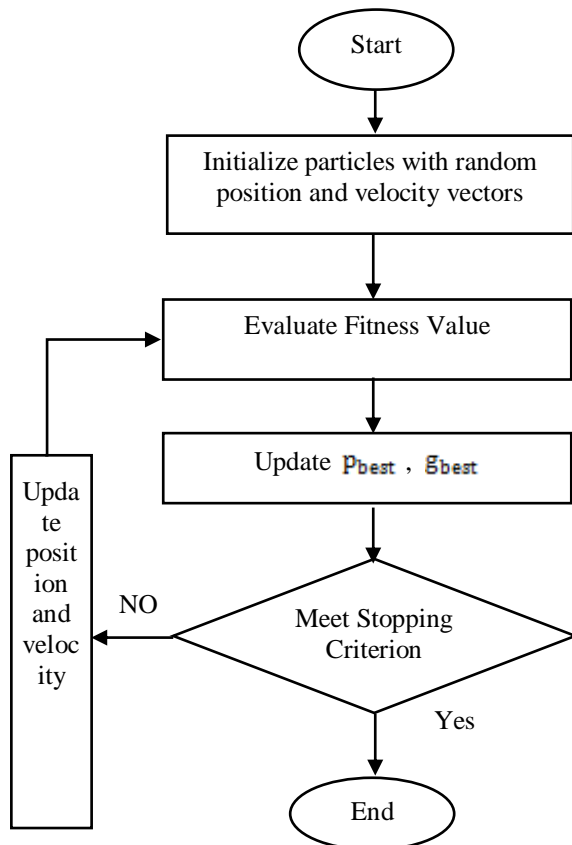 Start
Initialize particles with random
position and velocity vectors
Evaluate Fitness Value
Update pbest , gbest
Upda
te
posit
ion
and
veloc
ity
NO
Meet Stopping
Criterion
Yes
End